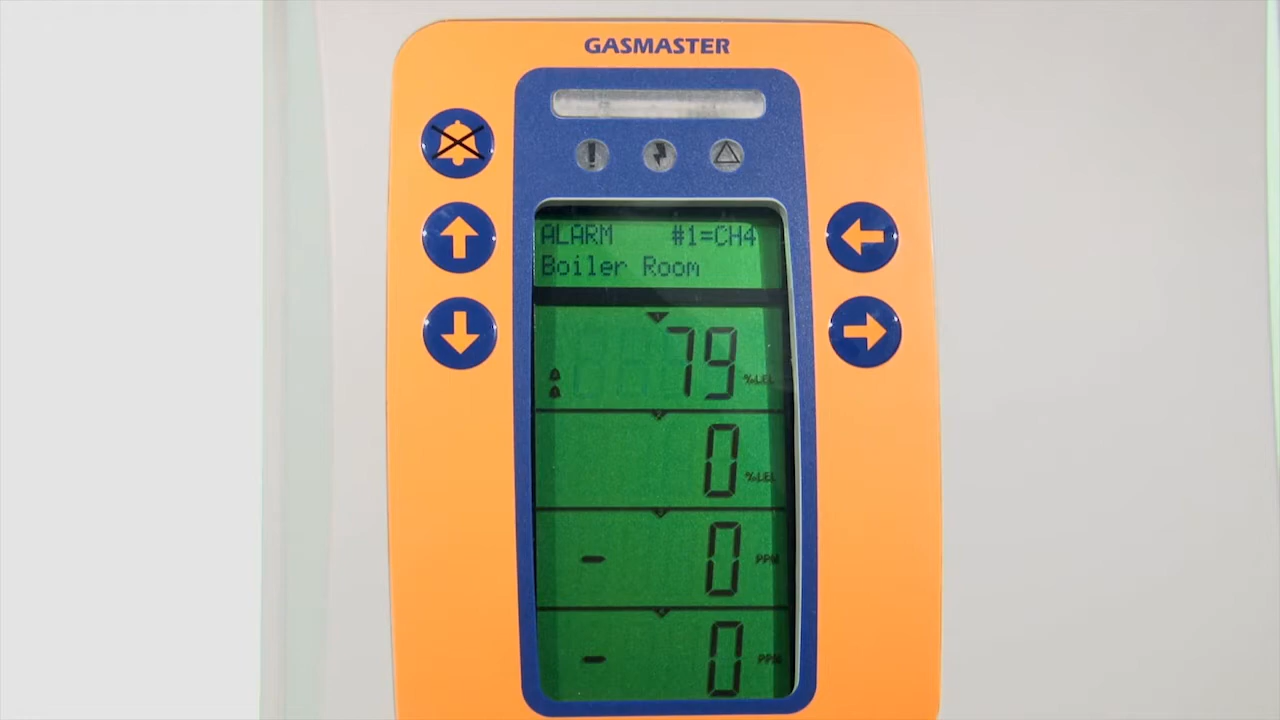 GASMASTER
ALARM #1=CH4
Boiler Room
79 %LEL
0 %LEL
- 0 PPM
- 0 PPM